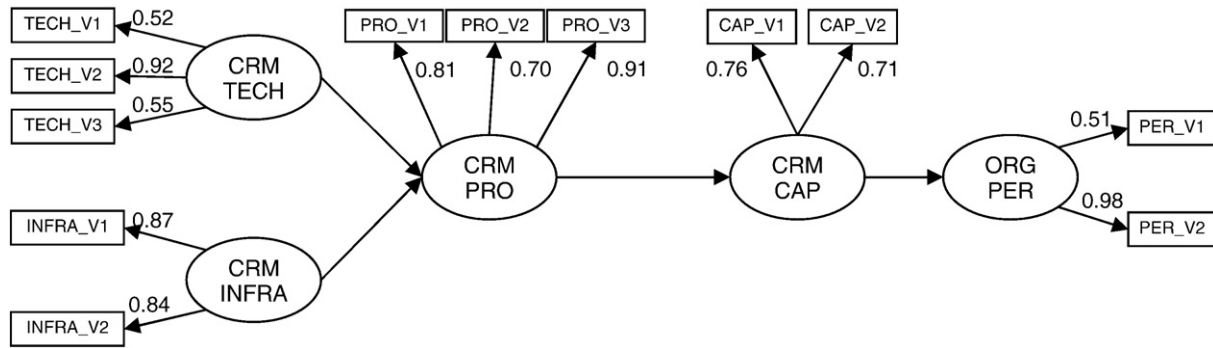 TECH_V1
0.52
TECH_V2
0.92
TECH_V3
0.55
CRM
TECH
PRO_V1
PRO_V2
PRO_V3
0.81
0.70
0.91
CAP_V1
CAP_V2
0.76
0.71
CRM
PRO
CRM
CAP
ORG
PER
0.51
PER_V1
0.98
PER_V2
INFRA_V1
0.87
CRM
INFRA
INFRA_V2
0.84